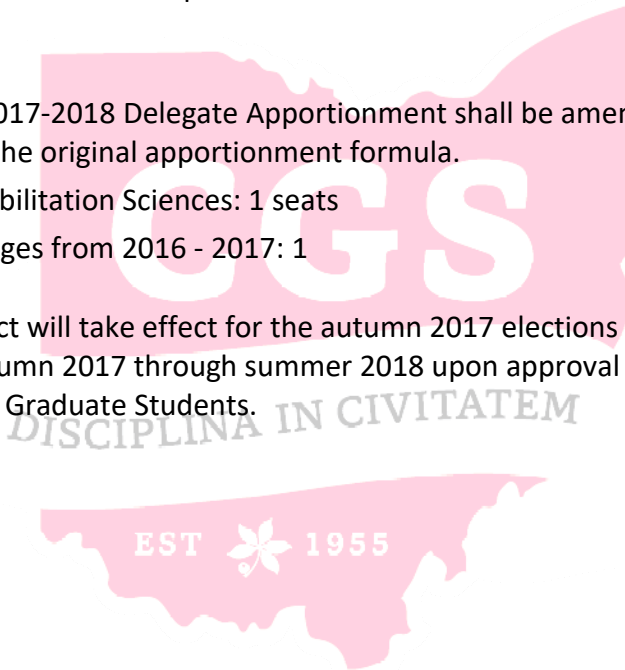 017-2018 Delegate Apportionment shall be amen
he original apportionment formula.
bilitation Sciences: 1 seats
ges from 2016 - 2017: 1
CGS
ct will take effect for the autumn 2017 elections
umn 2017 through summer 2018 upon approval
Graduate Students.
DISCIPLINA IN CIVITATEM
EST 1955